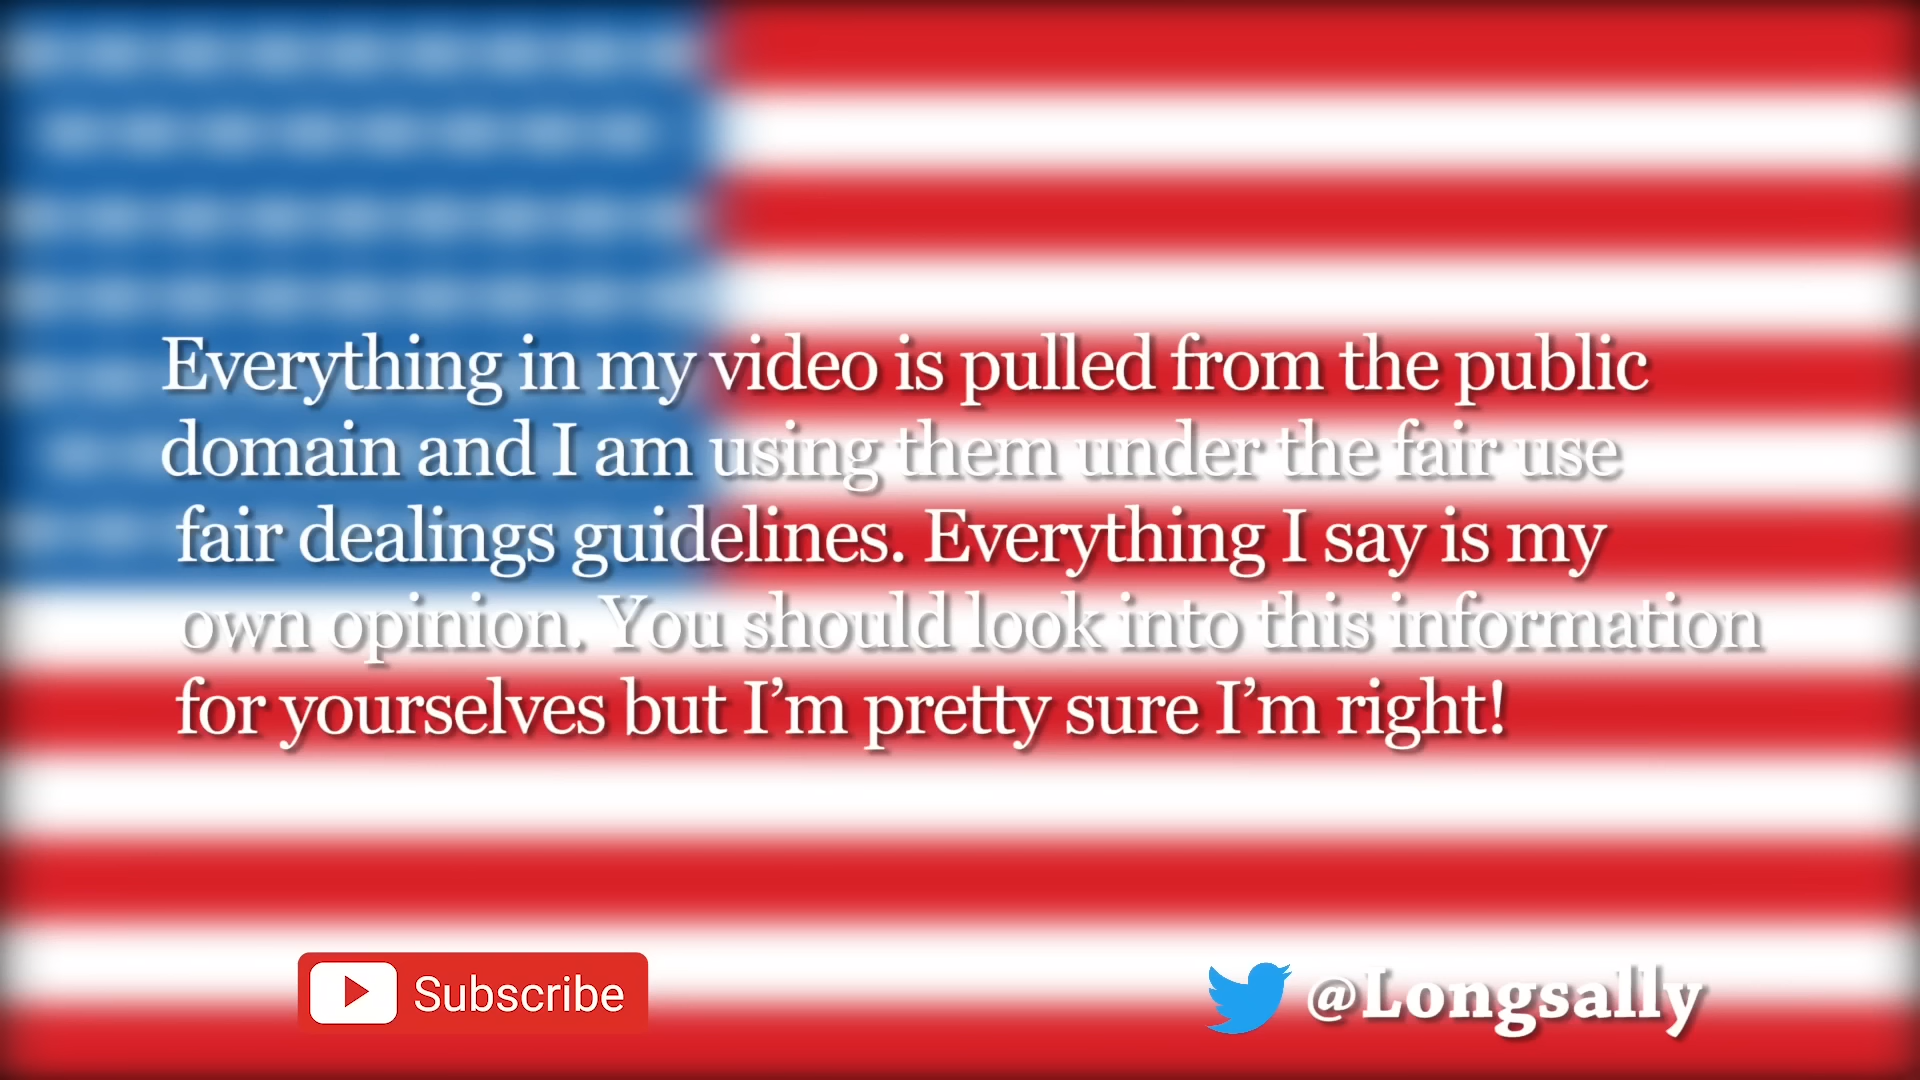 Everything in my video is pulled from the public
domain and I am using them under the fair use
fair dealings guidelines. Everything I say is my
own opinion. You should look into this information
for yourselves but I'm pretty sure I'm right!
Subscribe
@Longsally